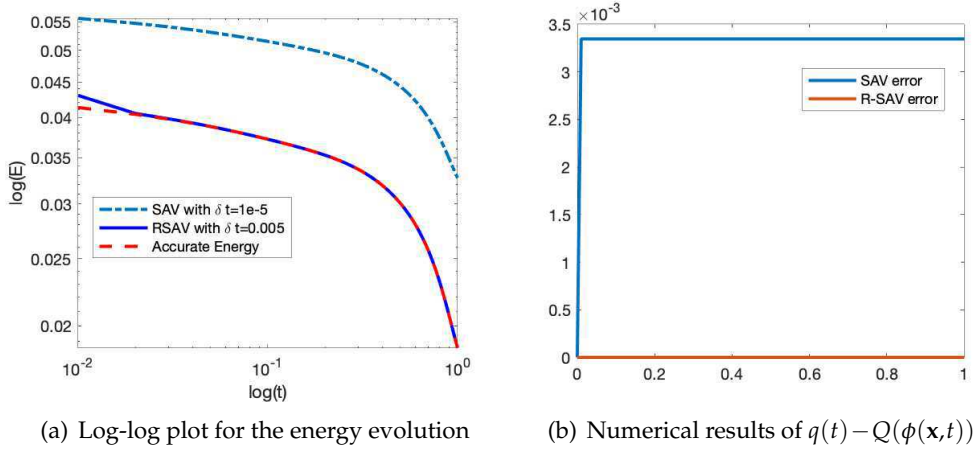 0.055
0.05
0.045
0.04
0.035
0.03
0.025
0.02
log(E)
SAV with δ t=1e-5
RSAV with δ t=0.005
Accurate Energy
10^-2
10^-1
10^0
log(t)
(a) Log-log plot for the energy evolution
3.5 ×10^-3
3
2.5
2
1.5
1
0.5
0
SAV error
R-SAV error
0 0.2 0.4 0.6 0.8 1
(b) Numerical results of q(t)−Q(ϕ(x,t))